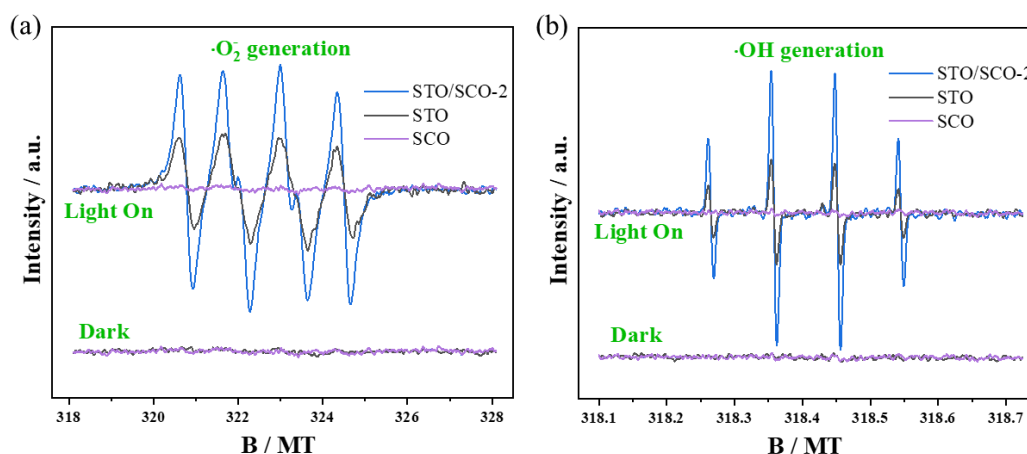 (a)
·O₂⁻ generation
STO/SCO-2
STO
SCO
Light On
Dark
Intensity / a.u.
318 320 322 324 326 328
B / MT
(b)
·OH generation
STO/SCO-2
STO
SCO
Light On
Dark
Intensity / a.u.
318.1 318.2 318.3 318.4 318.5 318.6 318.7
B / MT